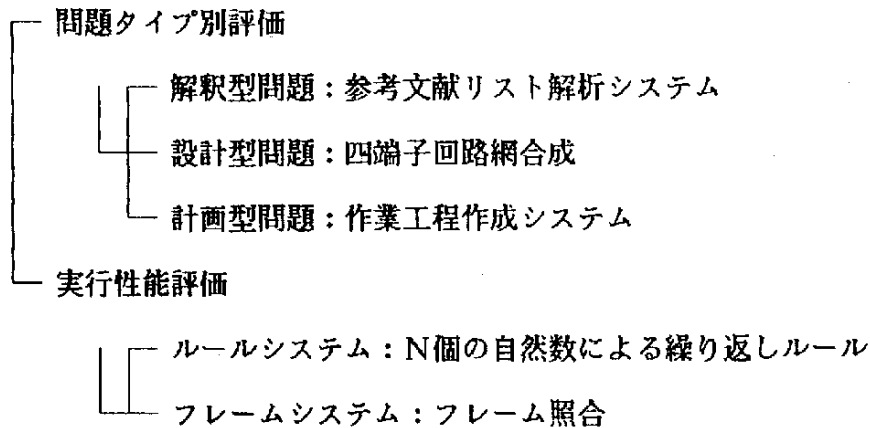 問題タイプ別評価
解釈型問題：参考文献リスト解析システム
設計型問題：四端子回路網合成
計画型問題：作業工程作成システム
実行性能評価
ルールシステム：N個の自然数による繰り返しルール
フレームシステム：フレーム照合